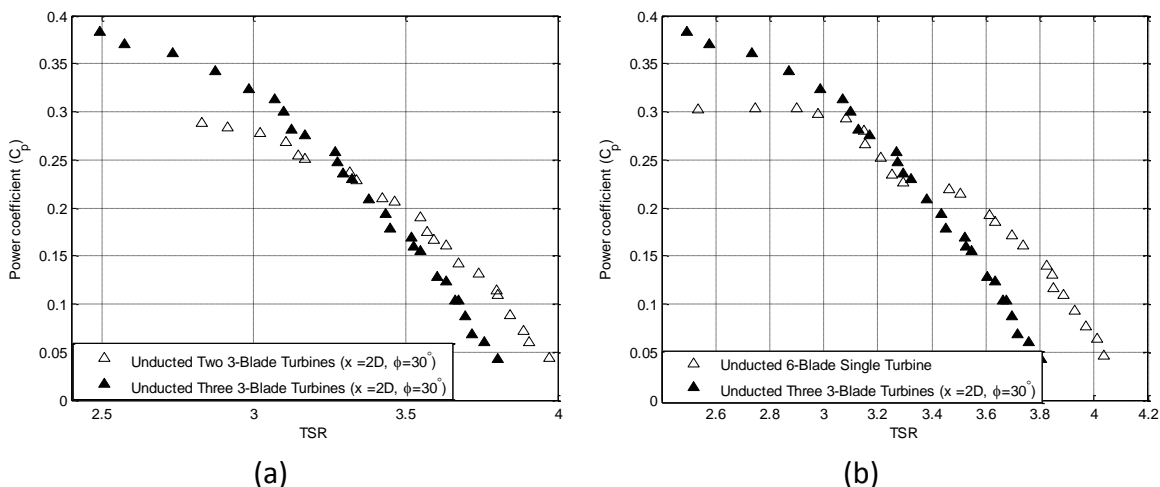 0.4
0.35
0.3
0.25
0.2
0.15
0.1
0.05
0
Power coefficient (Cp)
2.5 3 3.5 4
TSR
Unducted Two 3-Blade Turbines (x =2D, ϕ=30°)
Unducted Three 3-Blade Turbines (x =2D, ϕ=30°)
(a)
0.4
0.35
0.3
0.25
0.2
0.15
0.1
0.05
0
Power coefficient (Cp)
2.6 2.8 3 3.2 3.4 3.6 3.8 4 4.2
TSR
Unducted 6-Blade Single Turbine
Unducted Three 3-Blade Turbines (x =2D, ϕ=30°)
(b)